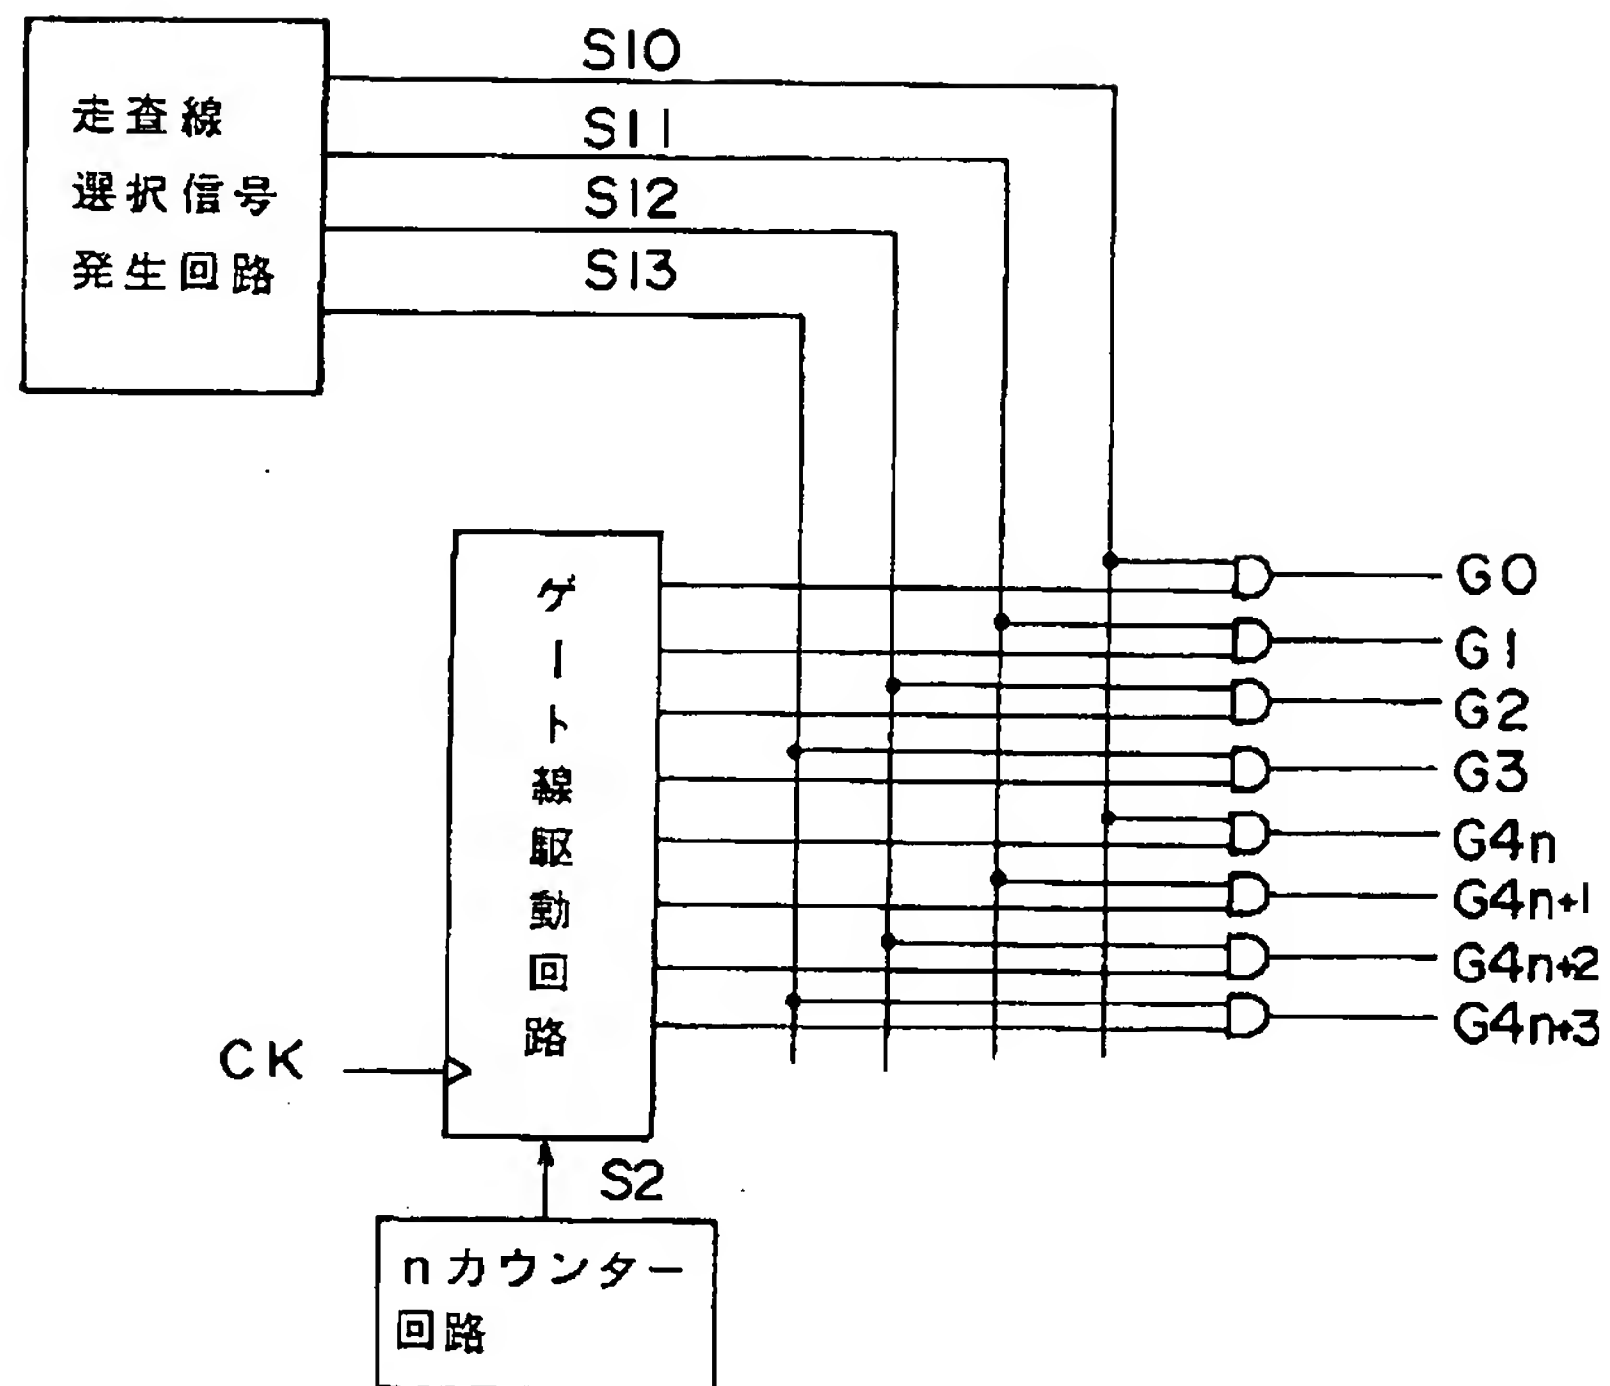 S10
走査線
選択信号
発生回路
S11
S12
S13
ゲート線駆動回路
G0
G1
G2
G3
G4n
G4n+1
G4n+2
G4n+3
CK
S2
nカウンター
回路